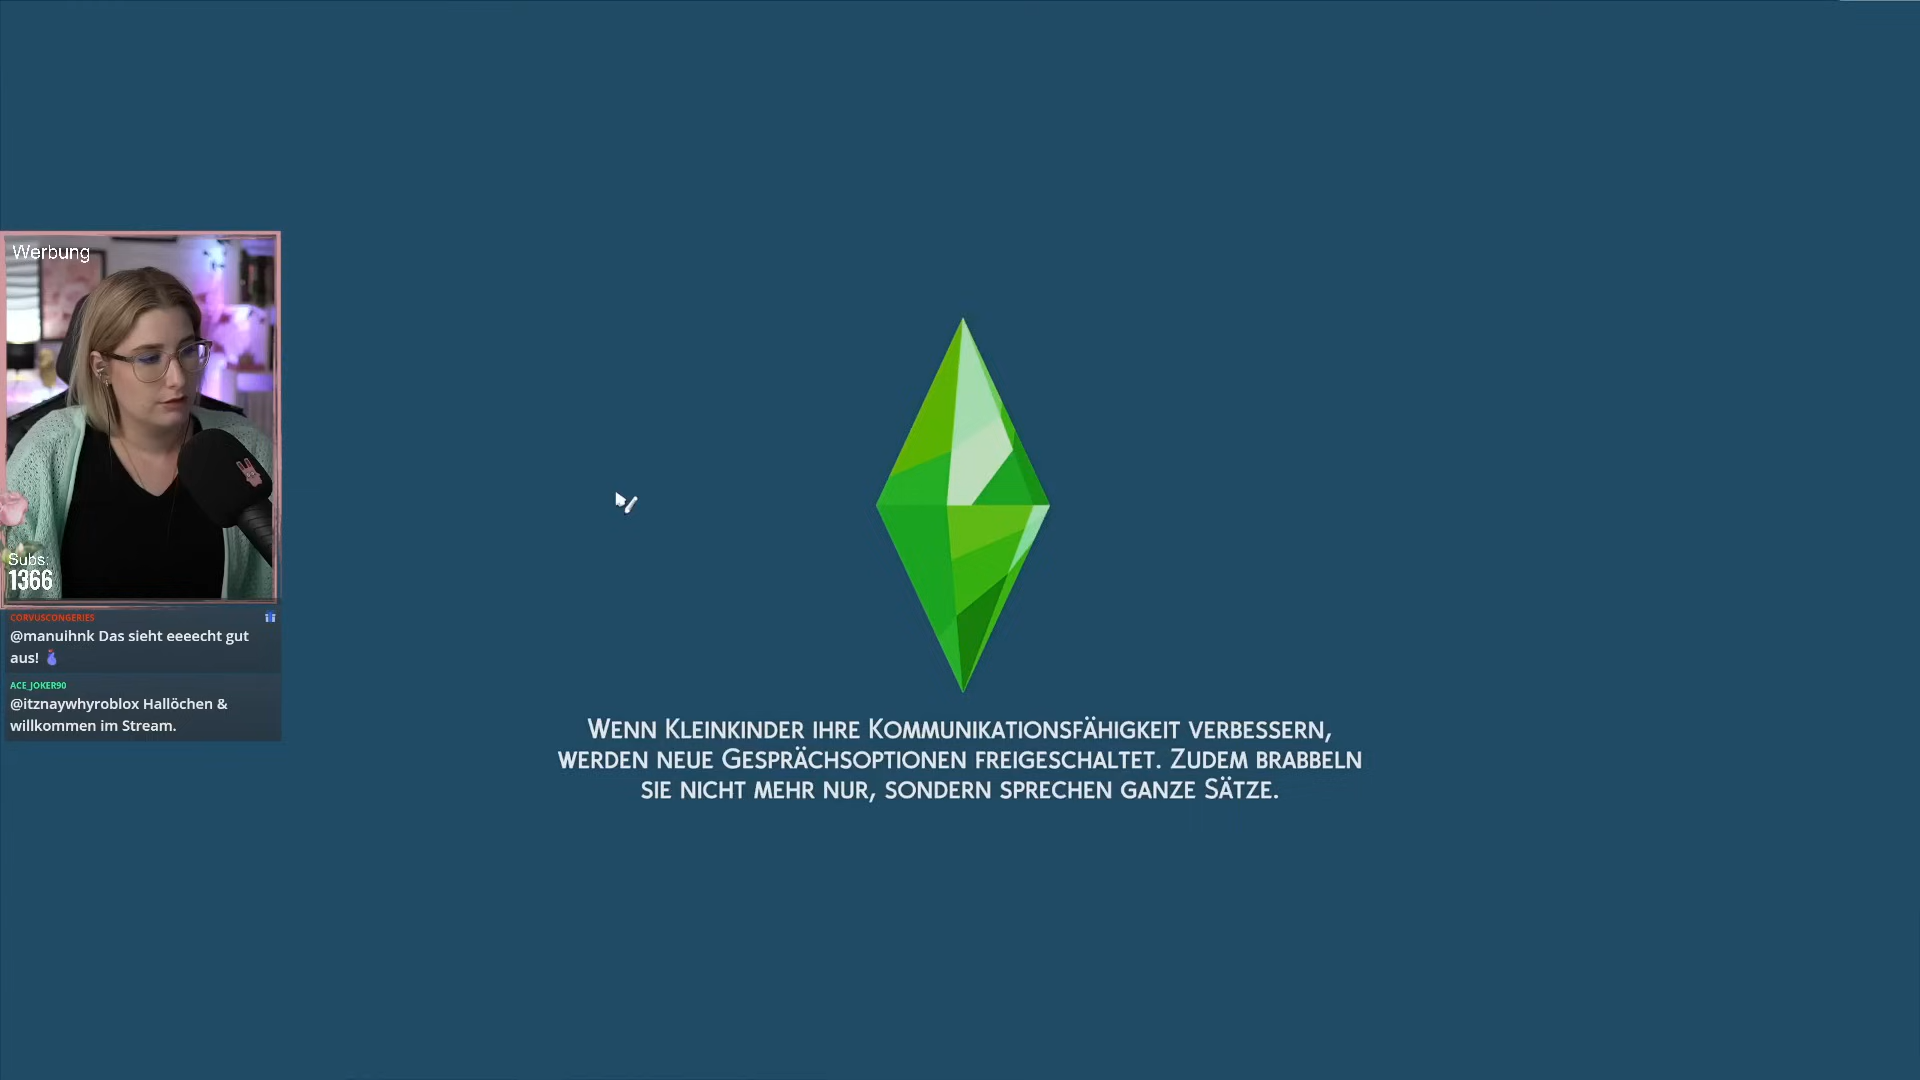 Werbung
Subs:
1366
CORVUSCONGERIES
@manuihnk Das sieht eeeecht gut
aus!
ACE_JOKER90
@itznaywhyroblox Hallöchen &
willkommen im Stream.
WENN KLEINKINDER IHRE KOMMUNIKATIONSFÄHIGKEIT VERBESSERN,
WERDEN NEUE GESPRÄCHSOPTIONEN FREIGESCHALTET. ZUDEM BRABBELN
SIE NICHT MEHR NUR, SONDERN SPRECHEN GANZE SÄTZE.